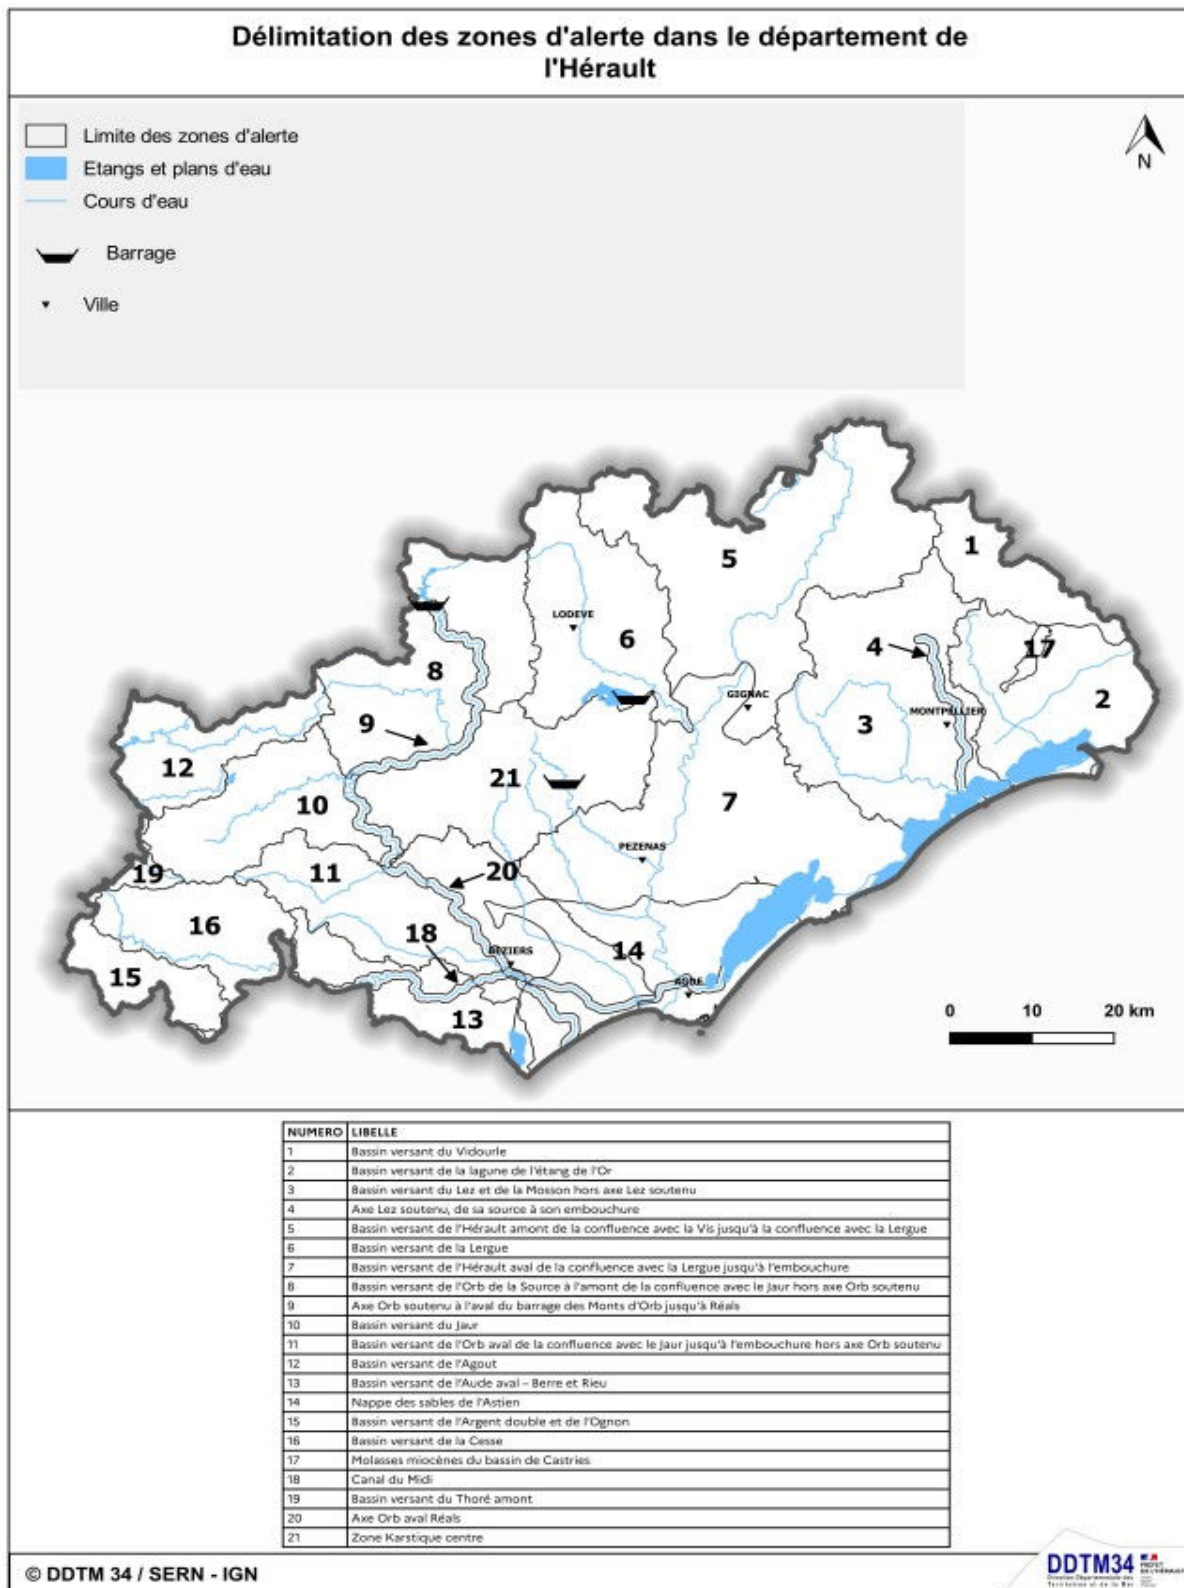 Délimitation des zones d'alerte dans le département de
l'Hérault
Limite des zones d'alerte
Etangs et plans d'eau
Cours d'eau
Barrage
Ville
N
1
5
LODEVE
6
4
17
8
2
GIGNAC
MONTPELLIER
9
3
12
21
10
7
PEZENAS
19
11
20
16
18
BEZIERS
14
15
AGDE
13
0 10 20 km
NUMERO LIBELLE
1 Bassin versant du Vidourle
2 Bassin versant de la lagune de l'étang de l'Or
3 Bassin versant du Lez et de la Mosson hors axe Lez soutenu
4 Axe Lez soutenu, de sa source à son embouchure
5 Bassin versant de l'Hérault amont de la confluence avec la Vis jusqu'à la confluence avec la Lergue
6 Bassin versant de la Lergue
7 Bassin versant de l'Hérault aval de la confluence avec la Lergue jusqu'à l'embouchure
8 Bassin versant de l'Orb de la Source à l'amont de la confluence avec le Jaur hors axe Orb soutenu
9 Axe Orb soutenu à l'aval du barrage des Monts d'Orb jusqu'à Réals
10 Bassin versant du Jaur
11 Bassin versant de l'Orb aval de la confluence avec le Jaur jusqu'à l'embouchure hors axe Orb soutenu
12 Bassin versant de l'Agout
13 Bassin versant de l'Aude aval – Berre et Rieu
14 Nappe des sables de l'Astien
15 Bassin versant de l'Argent double et de l'Ognon
16 Bassin versant de la Cesse
17 Molasses miocènes du bassin de Castries
18 Canal du Midi
19 Bassin versant du Thoré amont
20 Axe Orb aval Réals
21 Zone Karstique centre
© DDTM 34 / SERN - IGN
DDTM34
Direction Départementale des
Territoires et de la Mer
PRÉFET
DE L'HÉRAULT